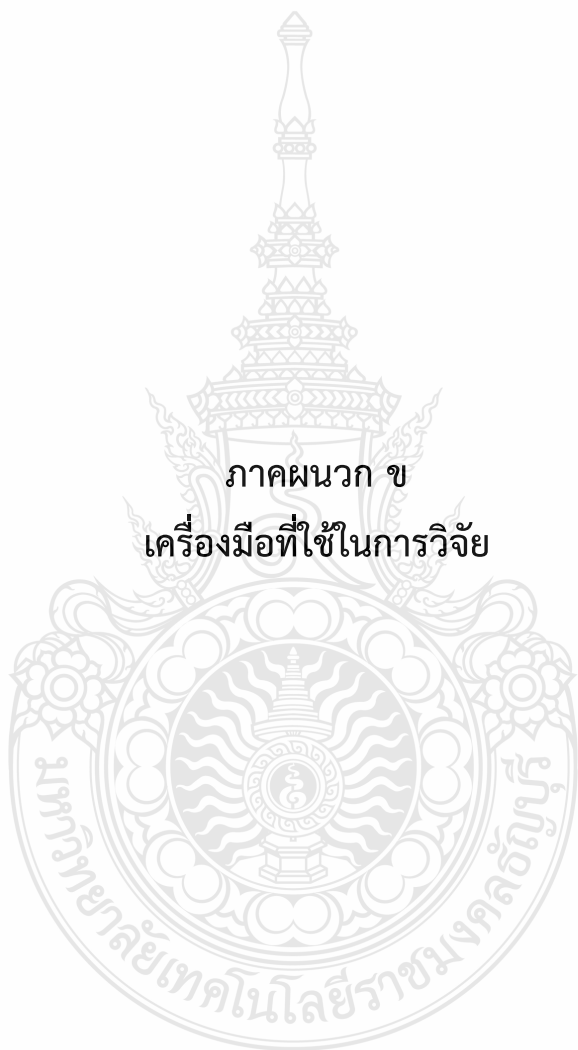 ภาคผนวก ข
เครื่องมือที่ใช้ในการวิจัย
มหาวิทยาลัยเทคโนโลยีราชมงคลธัญบุรี